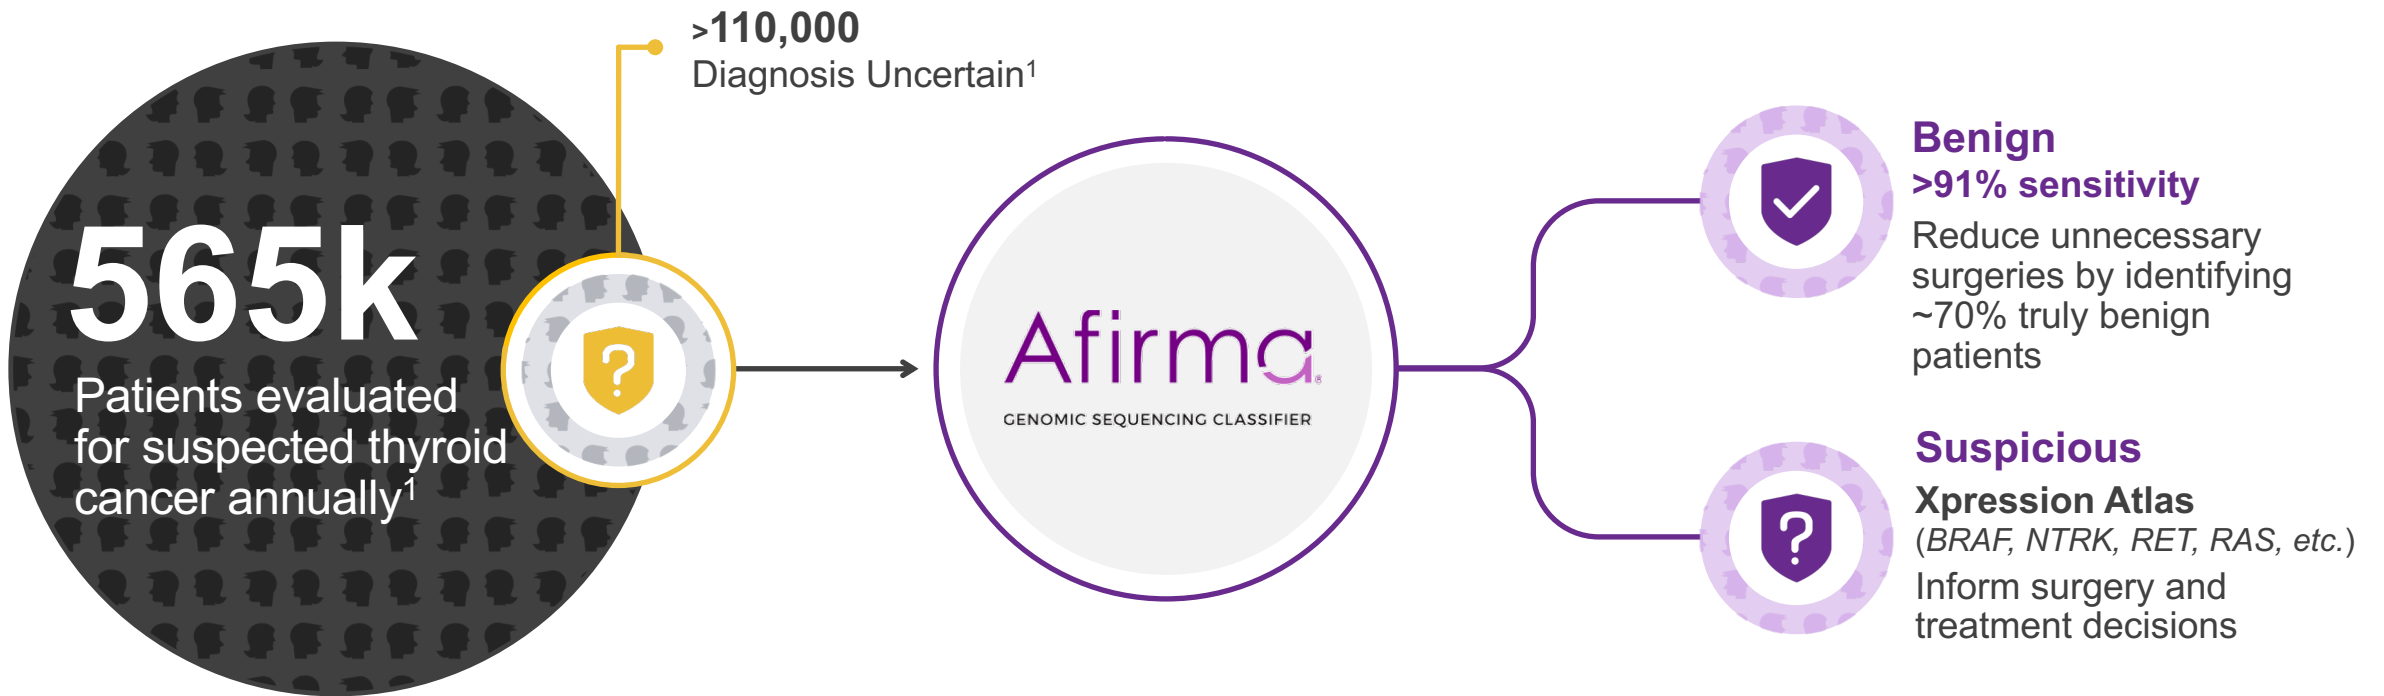 >110,000
Diagnosis Uncertain¹
565k
Patients evaluated
for suspected thyroid
cancer annually¹
?
Afirma®
GENOMIC SEQUENCING CLASSIFIER
Benign
>91% sensitivity
Reduce unnecessary
surgeries by identifying
~70% truly benign
patients
?
Suspicious
Xpression Atlas
(BRAF, NTRK, RET, RAS, etc.)
Inform surgery and
treatment decisions